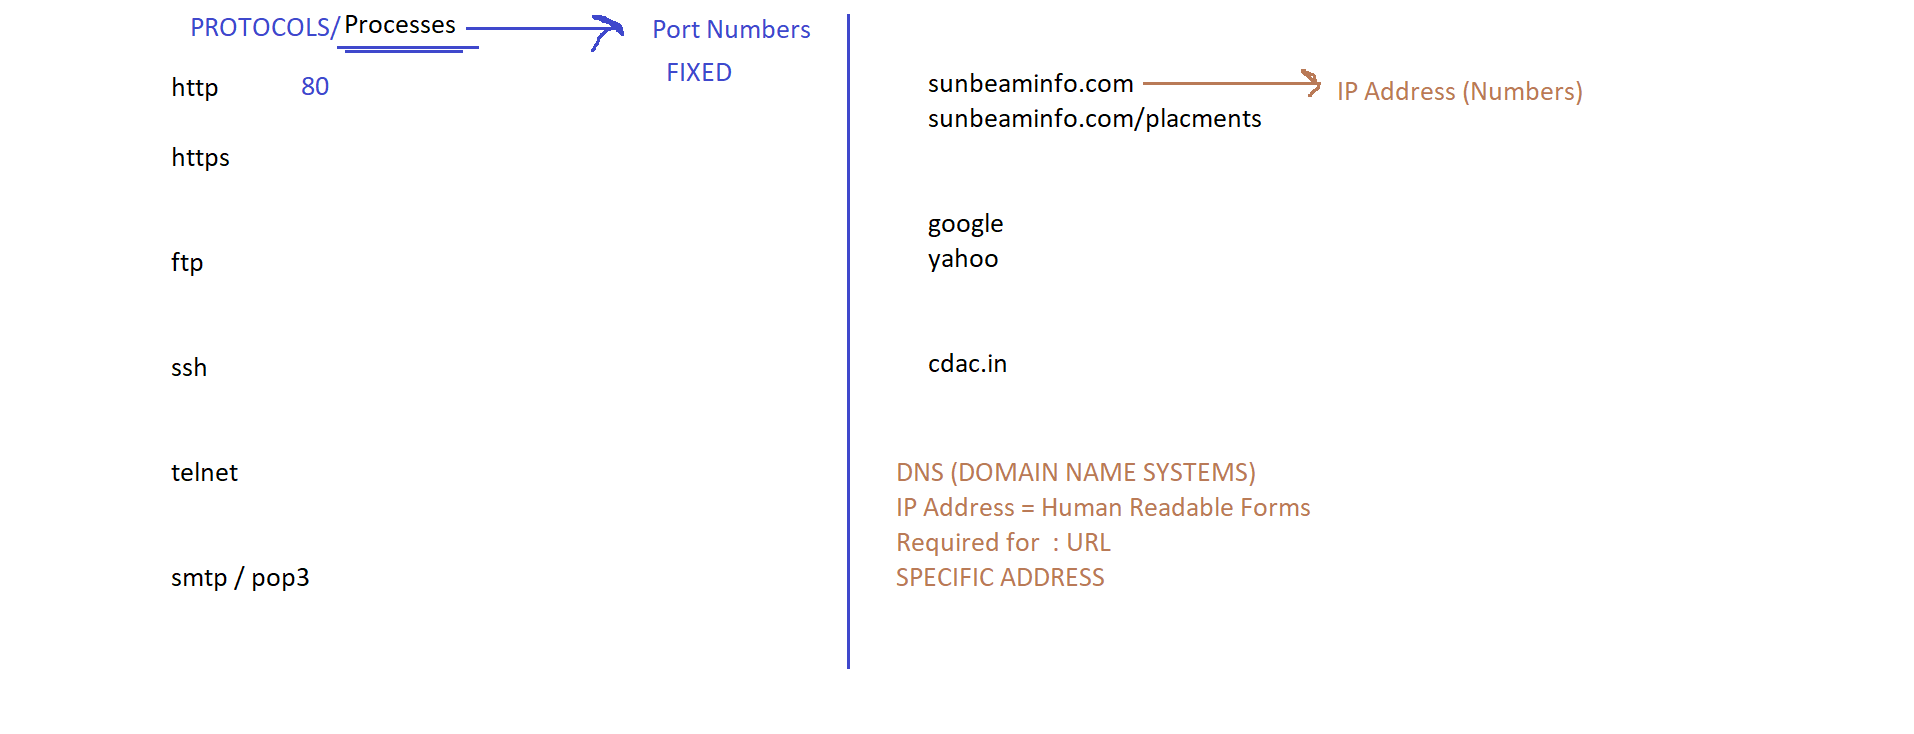 PROTOCOLS/Processes
Port Numbers
FIXED
http 80
https
ftp
ssh
telnet
smtp / pop3
sunbeaminfo.com
IP Address (Numbers)
sunbeaminfo.com/placments
google
yahoo
cdac.in
DNS (DOMAIN NAME SYSTEMS)
IP Address = Human Readable Forms
Required for : URL
SPECIFIC ADDRESS